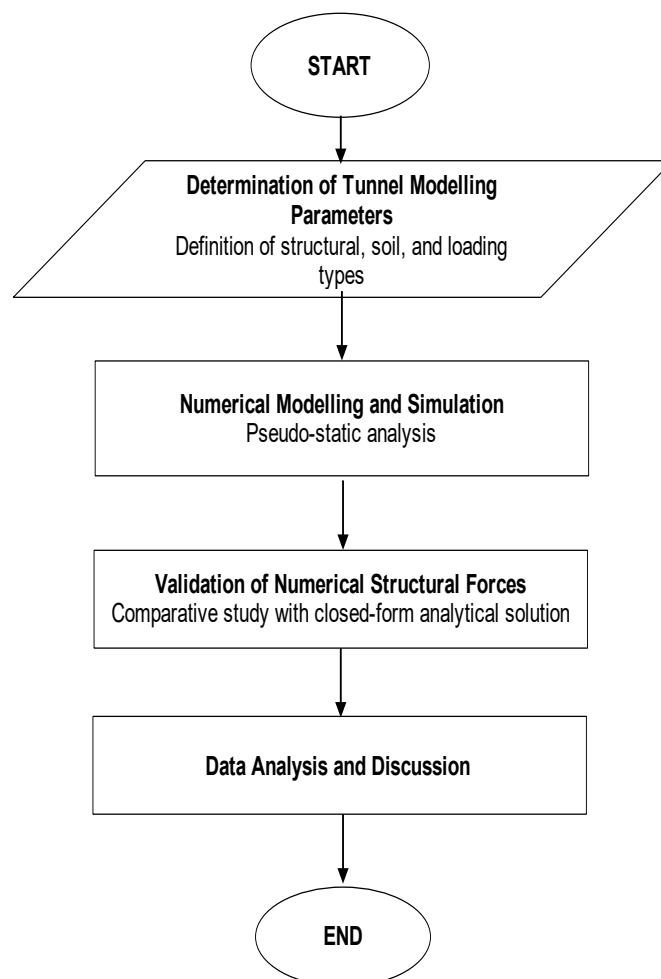 START
Determination of Tunnel Modelling
Parameters
Definition of structural, soil, and loading
types
Numerical Modelling and Simulation
Pseudo-static analysis
Validation of Numerical Structural Forces
Comparative study with closed-form analytical solution
Data Analysis and Discussion
END